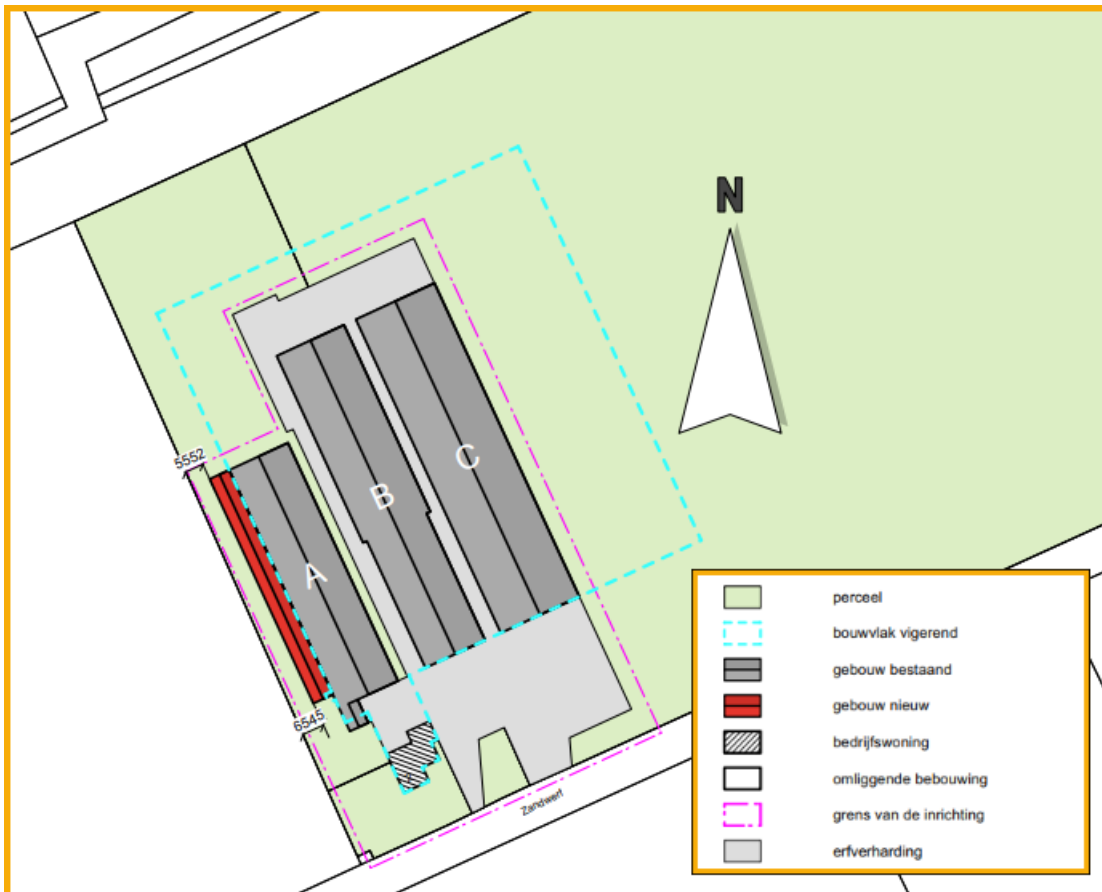 N
5552
C
B
A
6545
Zandwerf
perceel
bouwvlak vigerend
gebouw bestaand
gebouw nieuw
bedrijfswoning
omliggende bebouwing
grens van de inrichting
erfverharding